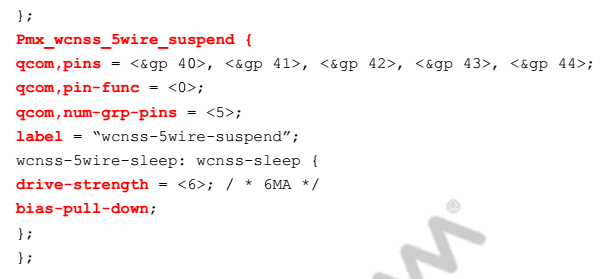 };
Pmx_wcnss_5wire_suspend {
qcom,pins = <&gp 40>, <&gp 41>, <&gp 42>, <&gp 43>, <&gp 44>;
qcom,pin-func = <0>;
qcom,num-grp-pins = <5>;
label = “wcnss-5wire-suspend”;
wcnss-5wire-sleep: wcnss-sleep {
drive-strength = <6>; / * 6MA */
bias-pull-down;
};
};